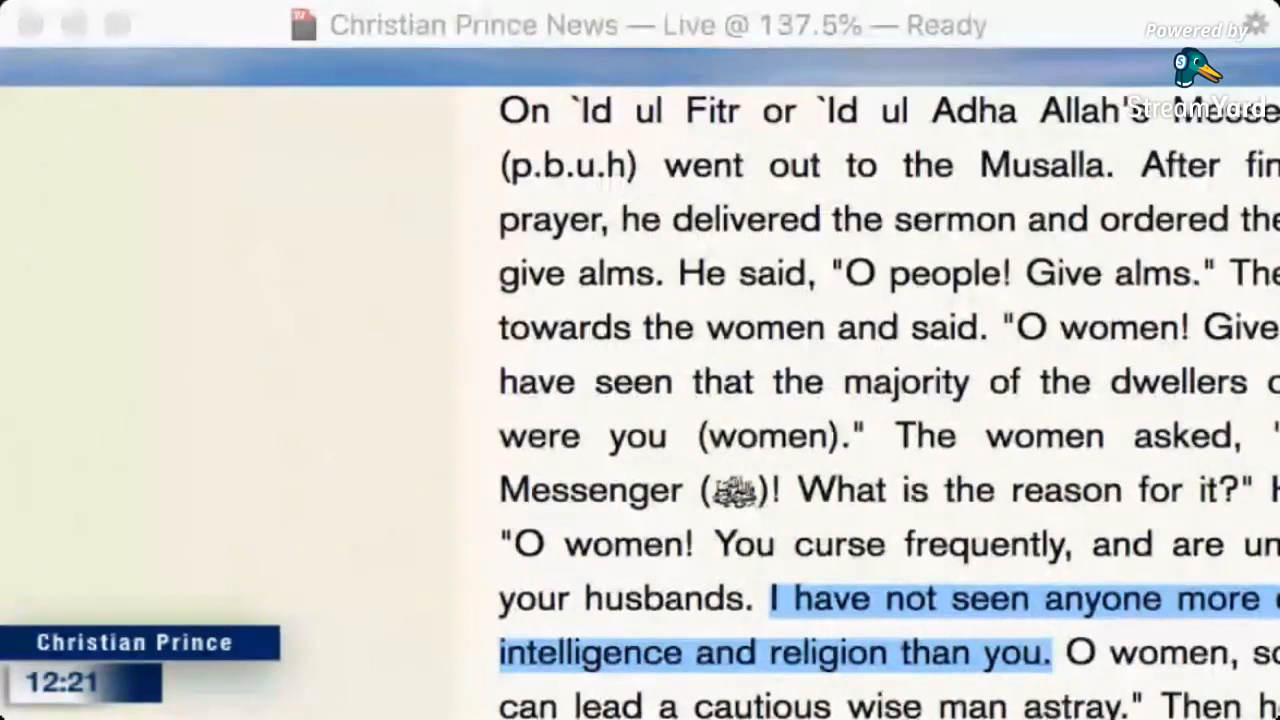 Christian Prince News — Live @ 137.5% — Ready
Powered by
StreamYard
On `Id ul Fitr or `Id ul Adha Allah's
(p.b.u.h) went out to the Musalla. After
prayer, he delivered the sermon and ordered
give alms. He said, "O people! Give alms."
towards the women and said. "O women! Give
have seen that the majority of the dwellers
were you (women)." The women asked, "
Messenger (ﷺ)! What is the reason for it?"
"O women! You curse frequently, and are
your husbands. I have not seen anyone more
intelligence and religion than you. O women,
can lead a cautious wise man astray." Then
Christian Prince
12:21